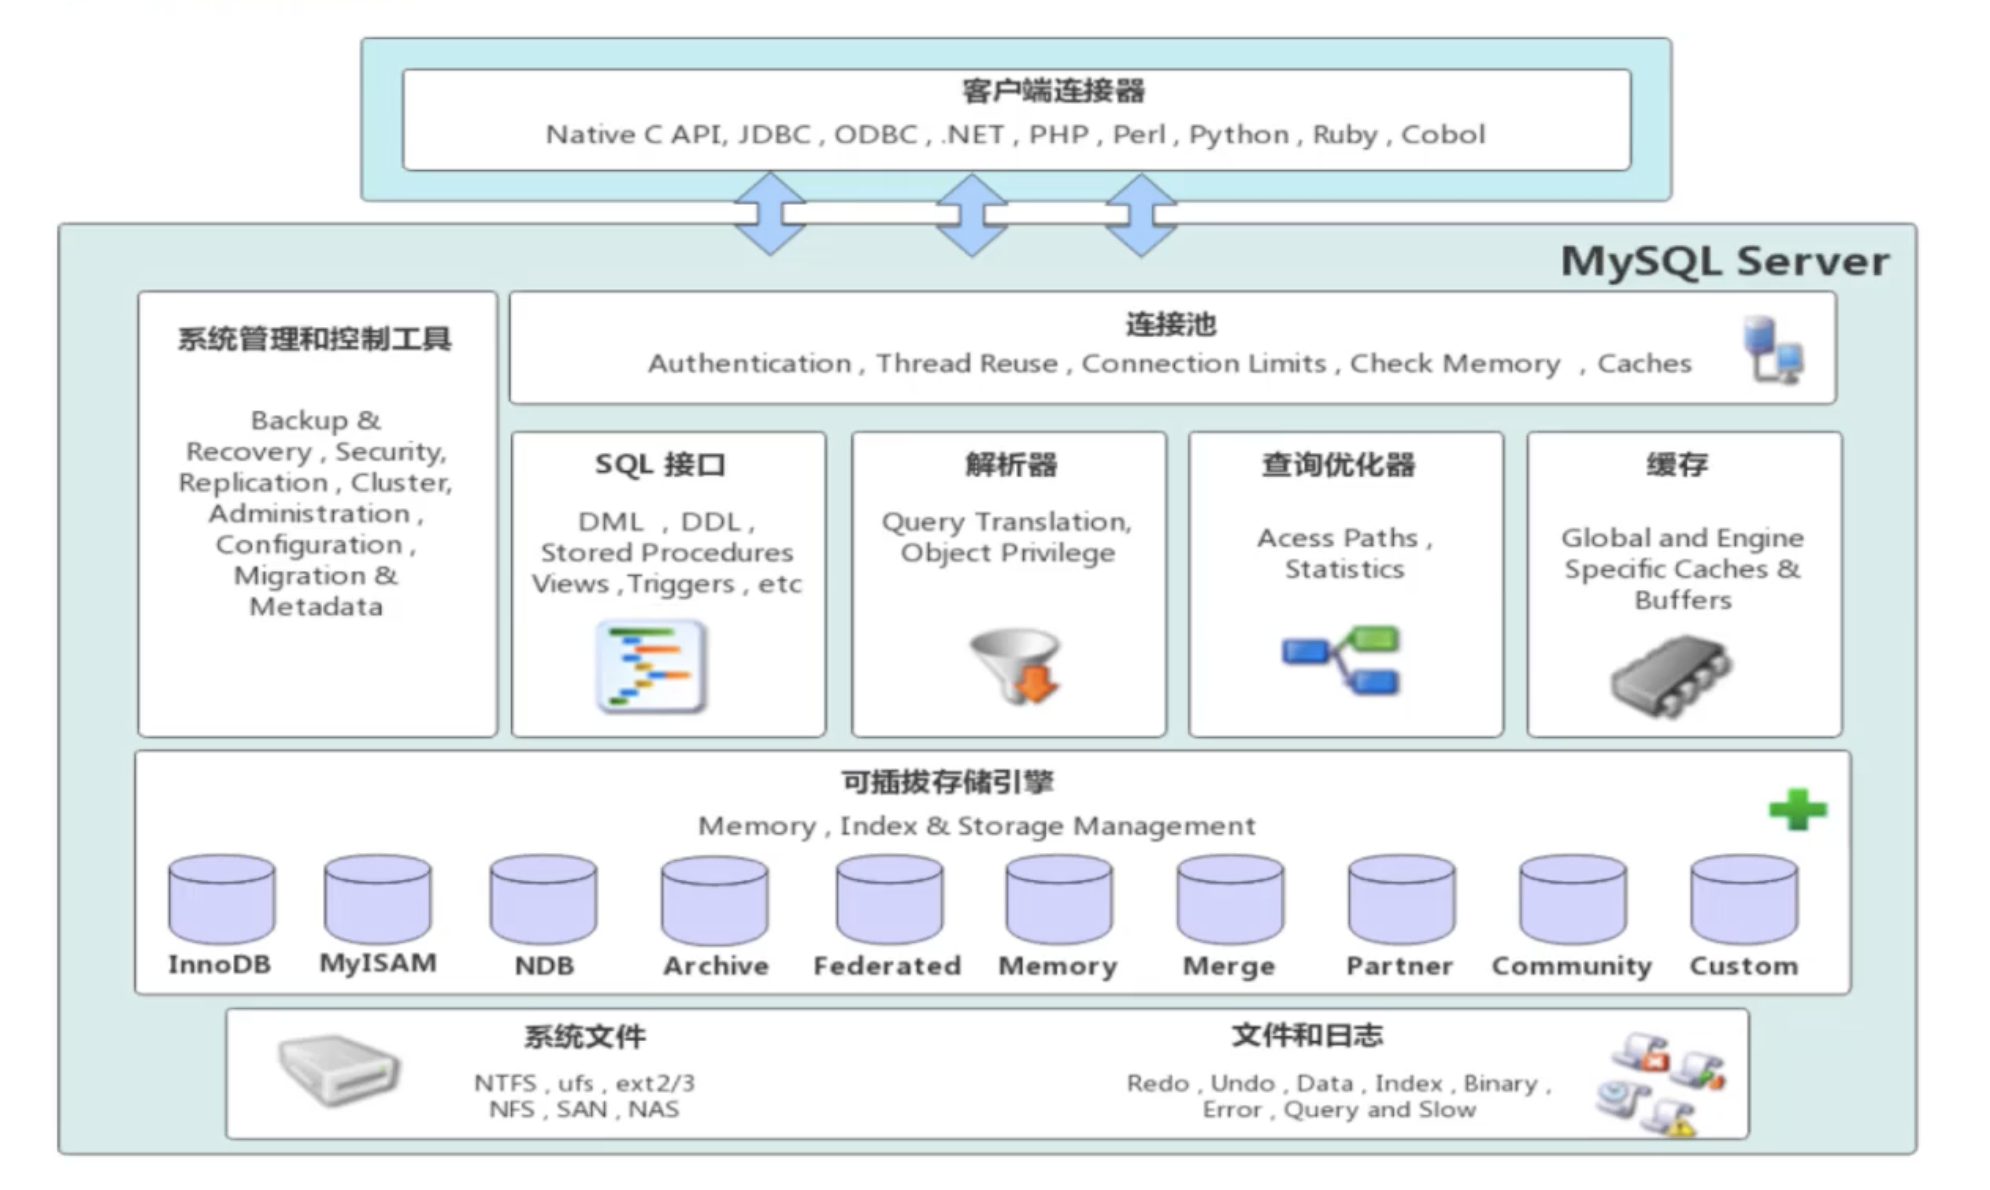 客户端连接器
Native C API, JDBC , ODBC , .NET , PHP , Perl , Python , Ruby , Cobol
MySQL Server
系统管理和控制工具
Backup &
Recovery , Security,
Replication , Cluster,
Administration ,
Configuration ,
Migration &
Metadata
连接池
Authentication , Thread Reuse , Connection Limits , Check Memory , Caches
SQL 接口
DML , DDL ,
Stored Procedures
Views ,Triggers , etc
解析器
Query Translation,
Object Privilege
查询优化器
Acess Paths ,
Statistics
缓存
Global and Engine
Specific Caches &
Buffers
可插拔存储引擎
Memory , Index & Storage Management
InnoDB
MyISAM
NDB
Archive
Federated
Memory
Merge
Partner
Community
Custom
系统文件
NTFS , ufs , ext2/3
NFS , SAN , NAS
文件和日志
Redo , Undo , Data , Index , Binary ,
Error , Query and Slow